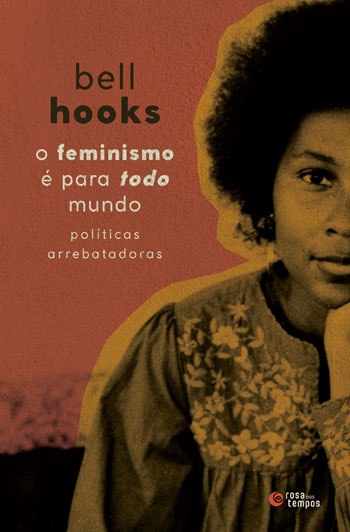 bell
hooks
o feminismo
é para todo
mundo
políticas
arrebatadoras
rosa dos
tempos